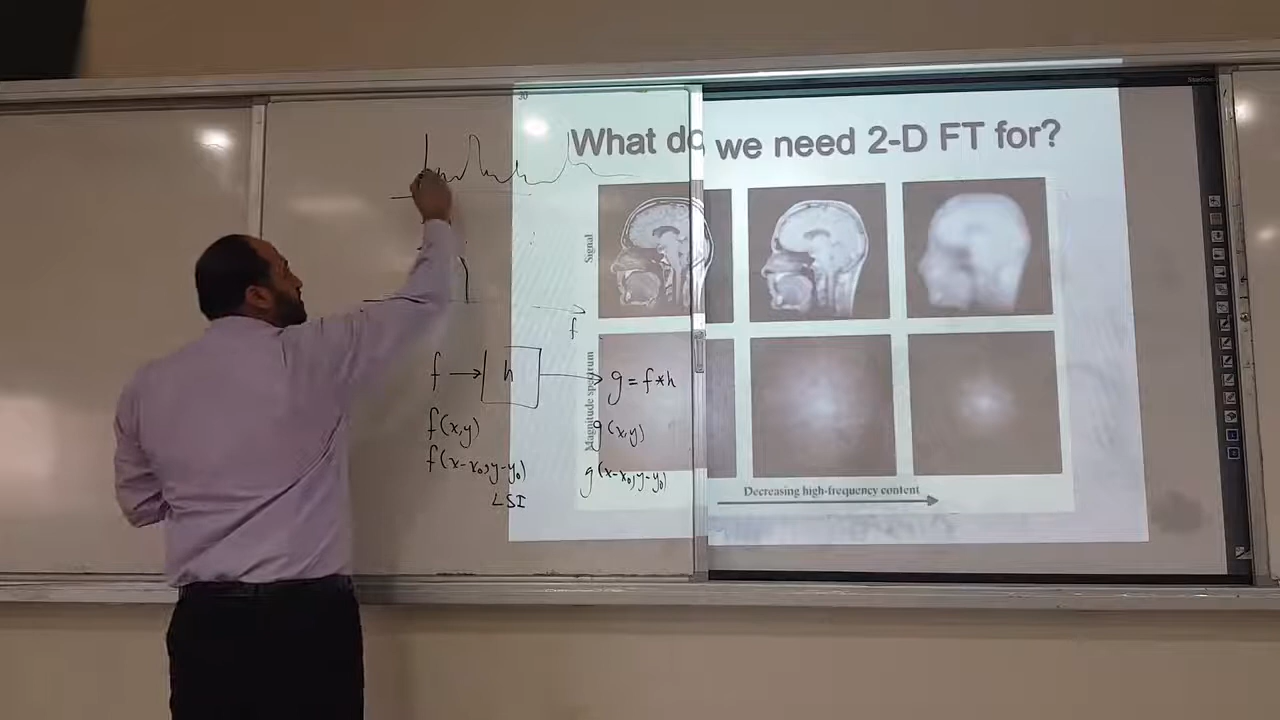 30
What do we need 2-D FT for?
Signal
f
f → h → g = f*h
Magnitude spectrum
f(x,y) g(x,y)
f(x-x₀,y-y₀) g(x-x₀,y-y₀)
LSI
Decreasing high-frequency content